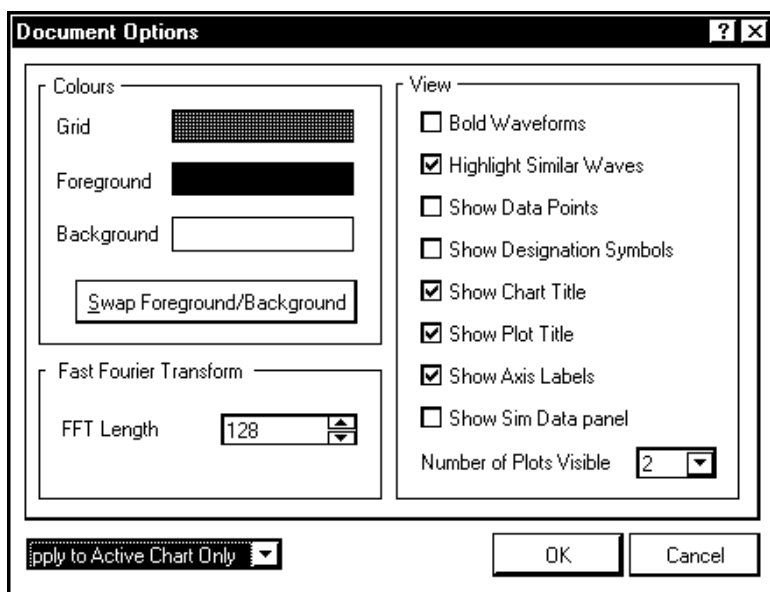 Document Options
Colours
Grid
Foreground
Background
Swap Foreground/Background
Fast Fourier Transform
FFT Length
128
View
Bold Waveforms
Highlight Similar Waves
Show Data Points
Show Designation Symbols
Show Chart Title
Show Plot Title
Show Axis Labels
Show Sim Data panel
Number of Plots Visible 2
pply to Active Chart Only
OK
Cancel